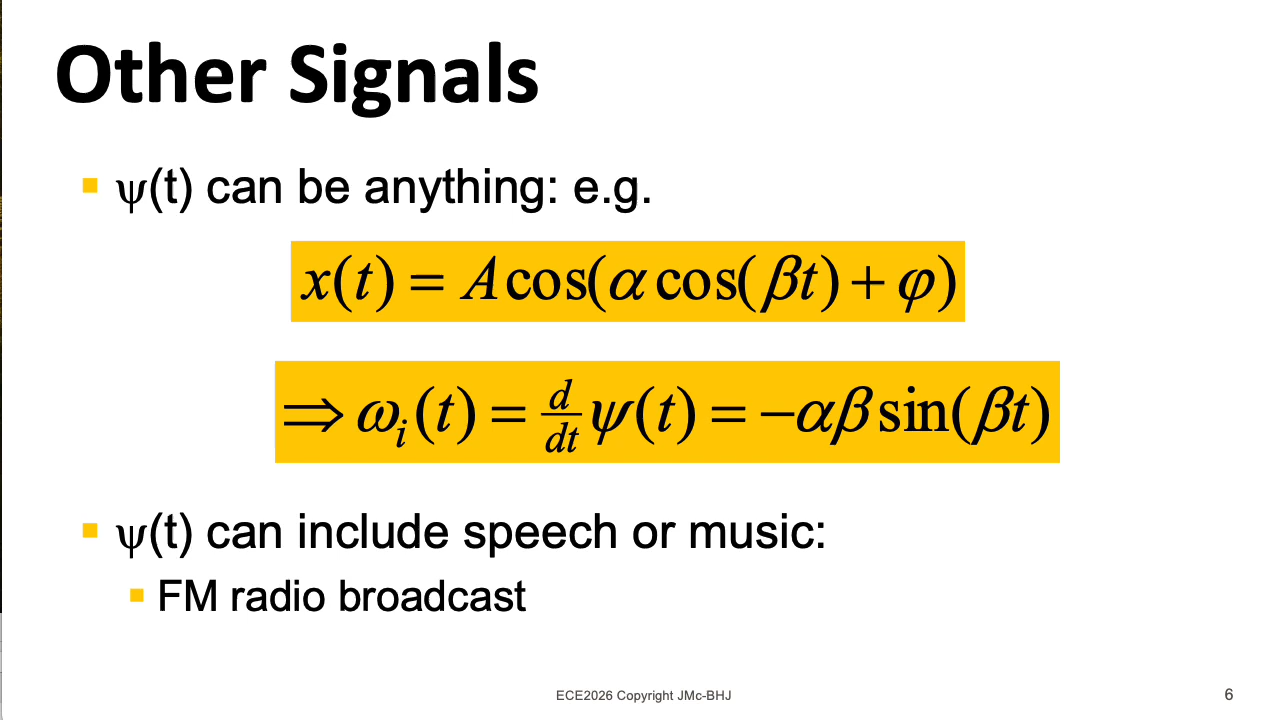 Other Signals
ψ(t) can be anything: e.g.
x(t) = A cos(α cos(βt) + φ)
⇒ ωᵢ(t) = d/dt ψ(t) = −αβ sin(βt)
ψ(t) can include speech or music:
FM radio broadcast
ECE2026 Copyright JMc-BHJ
6